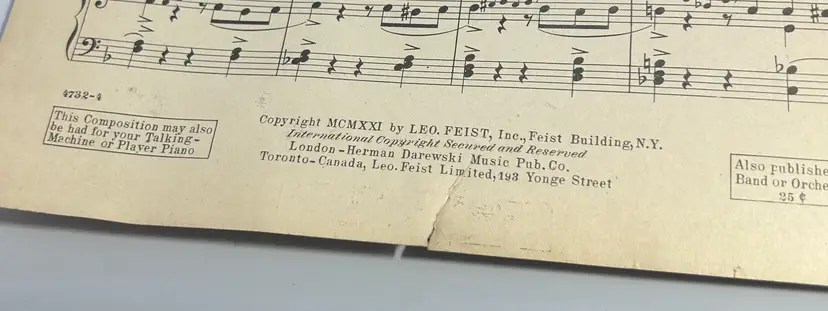 4732-4
This Composition may also
be had for your Talking-
Machine or Player Piano
Copyright MCMXXI by LEO. FEIST, Inc., Feist Building, N.Y.
International Copyright Secured and Reserved
London-Herman Darewski Music Pub. Co.
Toronto-Canada, Leo. Feist Limited, 193 Yonge Street
Also publishe
Band or Orche
25 ¢